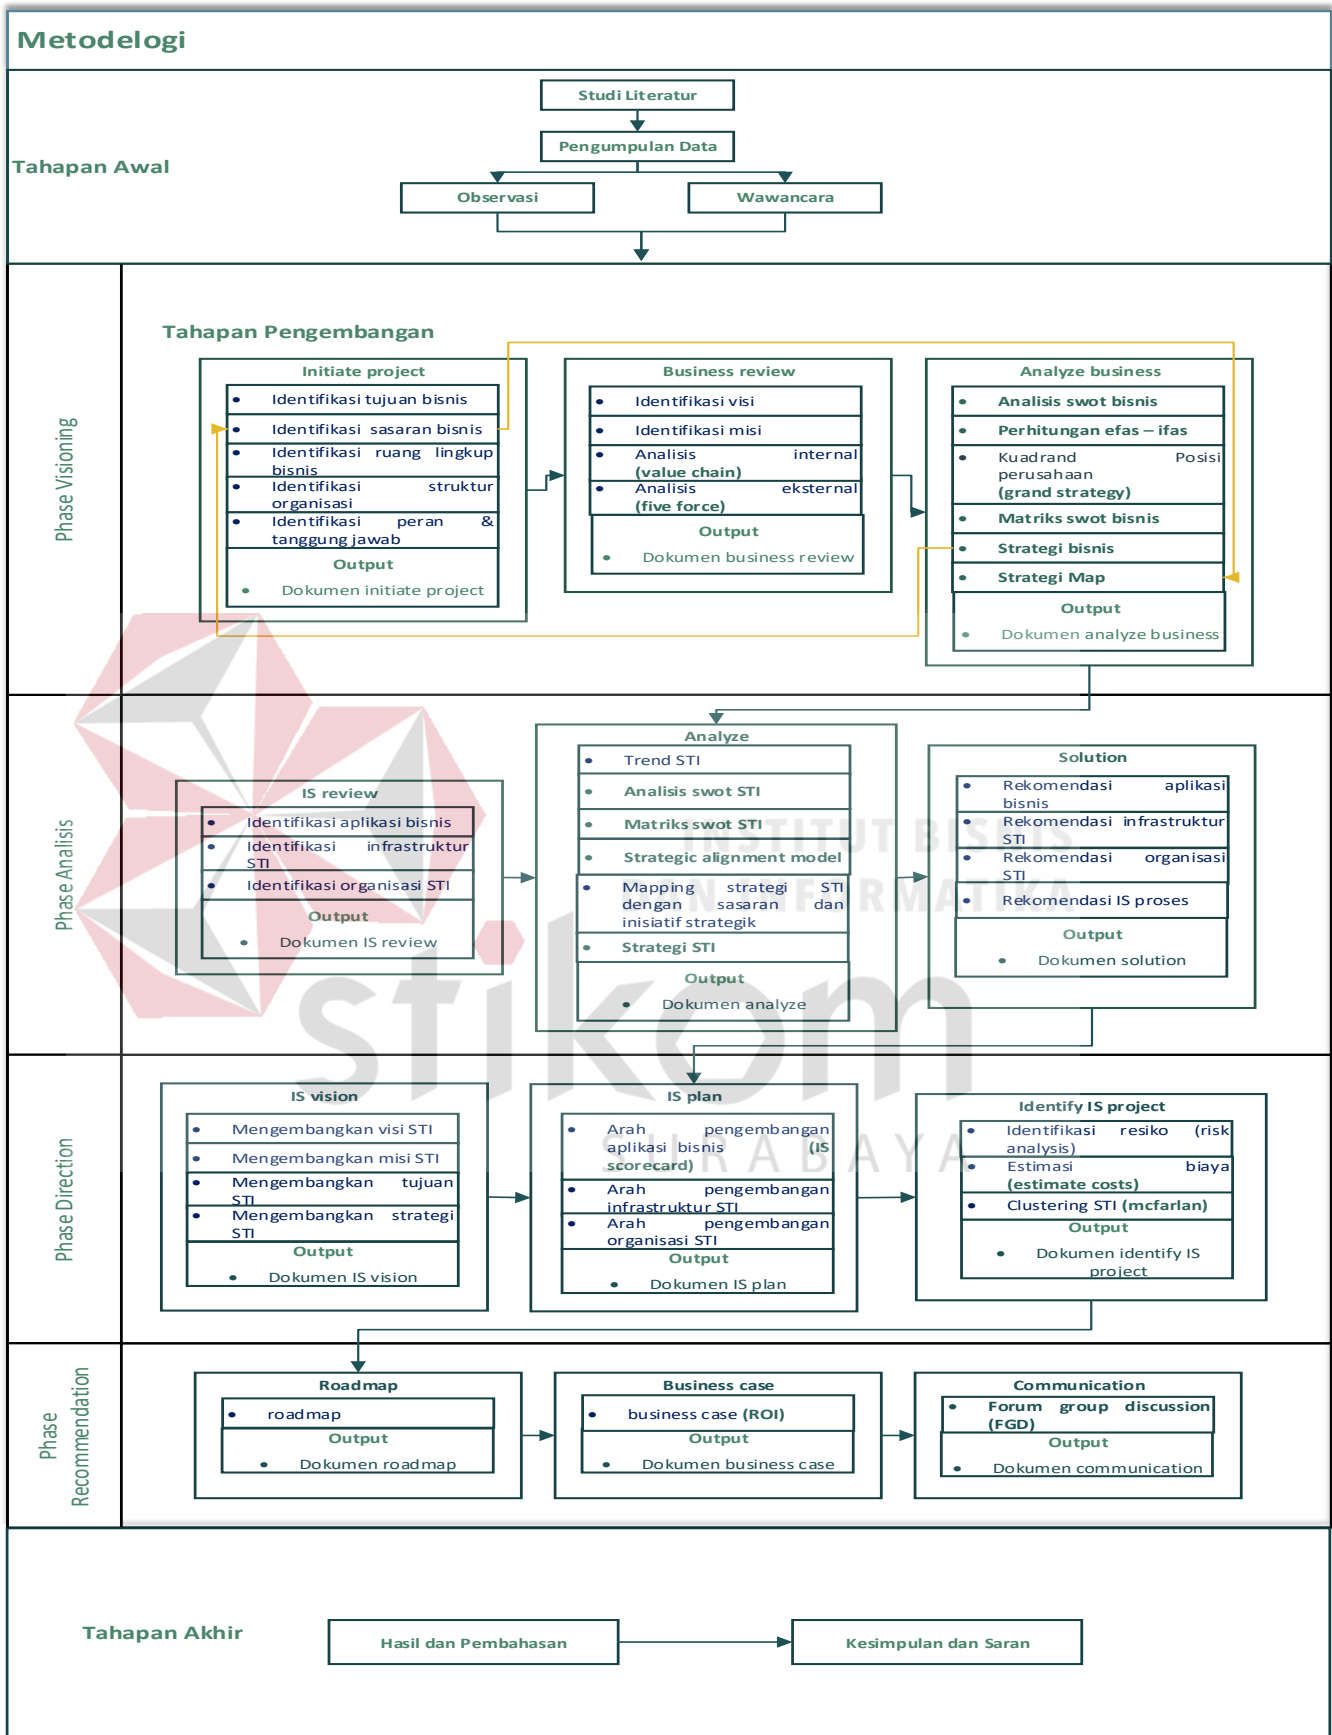 Metodelogi
Tahapan Awal
Studi Literatur
Pengumpulan Data
Observasi
Wawancara
Phase Visioning
Tahapan Pengembangan
Initiate project
• Identifikasi tujuan bisnis
• Identifikasi sasaran bisnis
• Identifikasi ruang lingkup
bisnis
• Identifikasi struktur
organisasi
• Identifikasi peran &
tanggung jawab
Output
• Dokumen initiate project
Business review
• Identifikasi visi
• Identifikasi misi
• Analisis internal
(value chain)
• Analisis eksternal
(five force)
Output
• Dokumen business review
Analyze business
• Analisis swot bisnis
• Perhitungan efas – ifas
• Kuadrand Posisi
perusahaan
(grand strategy)
• Matriks swot bisnis
• Strategi bisnis
• Strategi Map
Output
• Dokumen analyze business
Phase Analisis
IS review
• Identifikasi aplikasi bisnis
• Identifikasi infrastruktur
STI
• Identifikasi organisasi STI
Output
• Dokumen IS review
Analyze
• Trend STI
• Analisis swot STI
• Matriks swot STI
• Strategic alignment model
• Mapping strategi STI
dengan sasaran dan
inisiatif strategik
• Strategi STI
Output
• Dokumen analyze
Solution
• Rekomendasi aplikasi
bisnis
• Rekomendasi infrastruktur
STI
• Rekomendasi organisasi
STI
• Rekomendasi IS proses
Output
• Dokumen solution
INSTITUT BISNIS
DAN INFORMATIKA
stikom
SURABAYA
Phase Direction
IS vision
• Mengembangkan visi STI
• Mengembangkan misi STI
• Mengembangkan tujuan
STI
• Mengembangkan strategi
STI
Output
• Dokumen IS vision
IS plan
• Arah pengembangan
aplikasi bisnis (IS
scorecard)
• Arah pengembangan
infrastruktur STI
• Arah pengembangan
organisasi STI
Output
• Dokumen IS plan
Identify IS project
• Identifikasi resiko (risk
analysis)
• Estimasi biaya
(estimate costs)
• Clustering STI (mcfarlan)
Output
• Dokumen identify IS
project
Phase
Recommendation
Roadmap
• roadmap
Output
• Dokumen roadmap
Business case
• business case (ROI)
Output
• Dokumen business case
Communication
• Forum group discussion
(FGD)
Output
• Dokumen communication
Tahapan Akhir
Hasil dan Pembahasan
Kesimpulan dan Saran